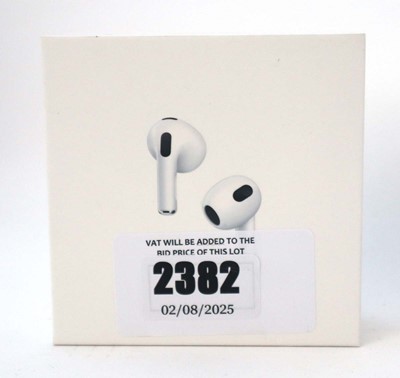 VAT WILL BE ADDED TO THE
BID PRICE OF THIS LOT
2382
02/08/2025